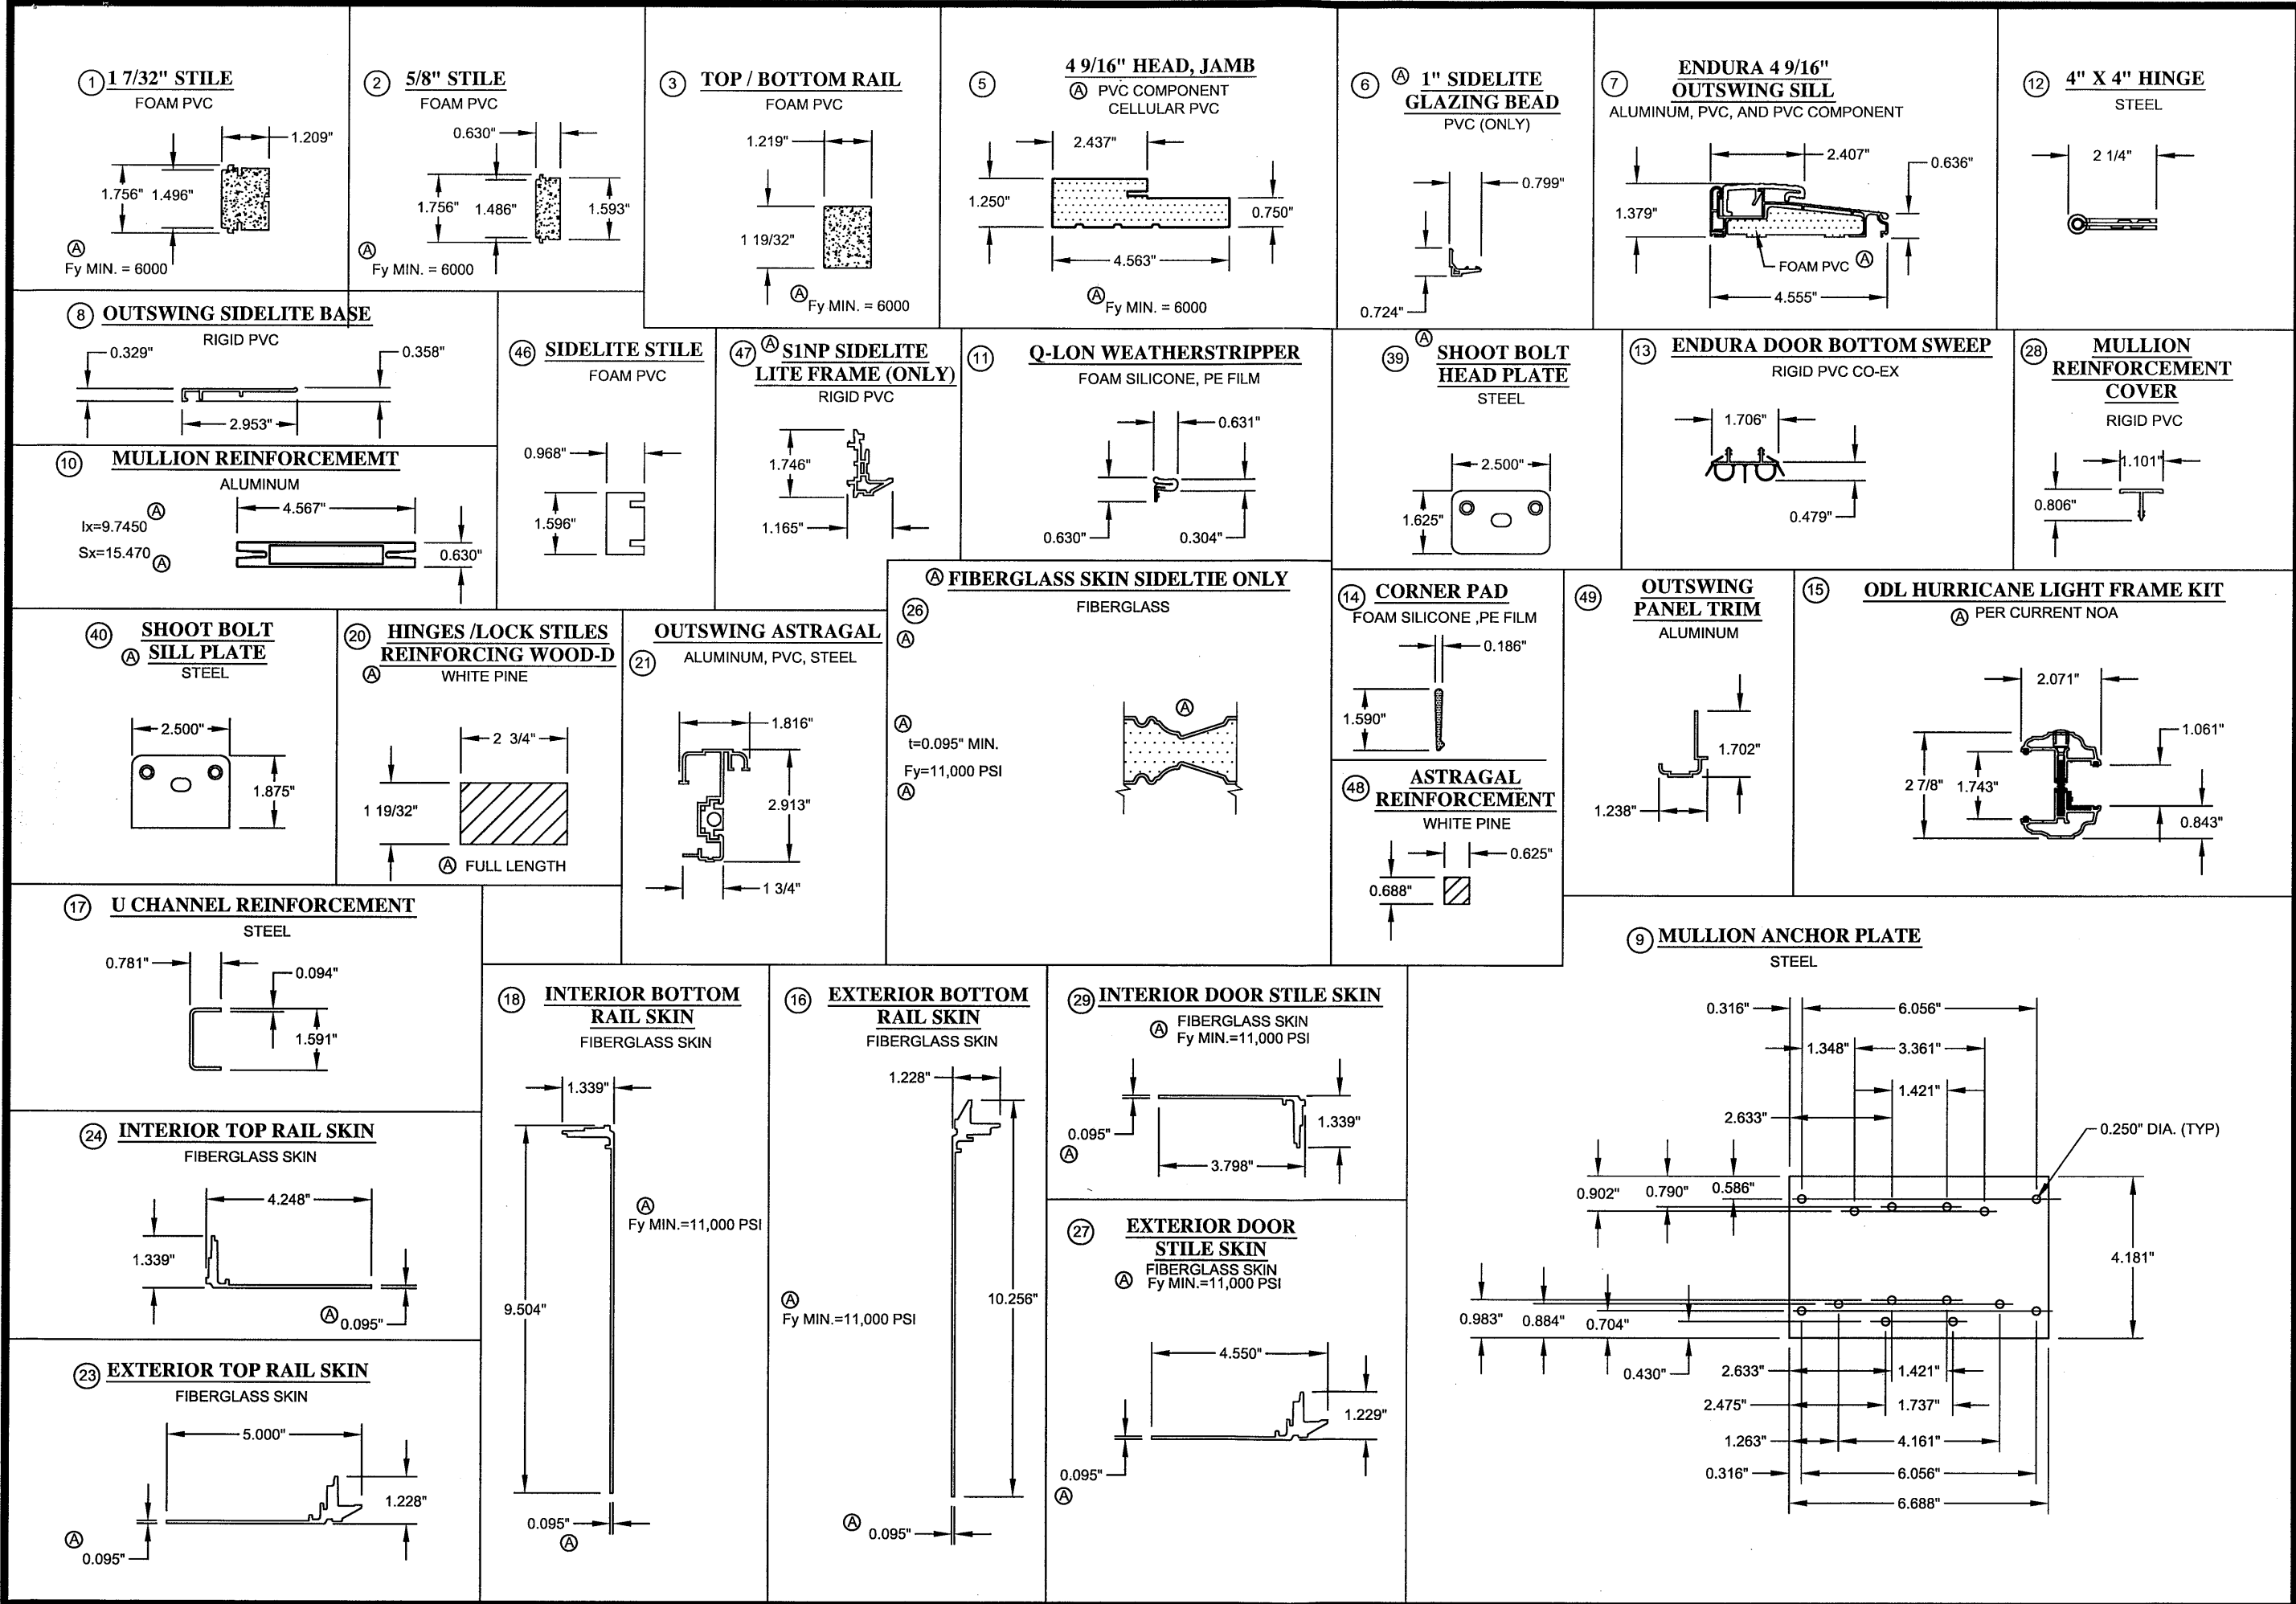 1
1 7/32" STILE
FOAM PVC
1.209"
1.756"
1.496"
A
Fy MIN. = 6000
2
5/8" STILE
FOAM PVC
0.630"
1.756"
1.486"
1.593"
A
Fy MIN. = 6000
3
TOP / BOTTOM RAIL
FOAM PVC
1.219"
1 19/32"
A
Fy MIN. = 6000
5
4 9/16" HEAD, JAMB
A PVC COMPONENT
CELLULAR PVC
2.437"
1.250"
0.750"
4.563"
A
Fy MIN. = 6000
6
A 1" SIDELITE
GLAZING BEAD
PVC (ONLY)
0.799"
0.724"
7
ENDURA 4 9/16"
OUTSWING SILL
ALUMINUM, PVC, AND PVC COMPONENT
2.407"
0.636"
1.379"
FOAM PVC A
4.555"
12
4" X 4" HINGE
STEEL
2 1/4"
8
OUTSWING SIDELITE BASE
RIGID PVC
0.329"
0.358"
2.953"
10
MULLION REINFORCEMEMT
ALUMINUM
4.567"
A
Ix=9.7450
Sx=15.470 A
0.630"
46
SIDELITE STILE
FOAM PVC
0.968"
1.596"
47
A S1NP SIDELITE
LITE FRAME (ONLY)
RIGID PVC
1.746"
1.165"
11
Q-LON WEATHERSTRIPPER
FOAM SILICONE, PE FILM
0.631"
0.630"
0.304"
39
A SHOOT BOLT
HEAD PLATE
STEEL
2.500"
1.625"
13
ENDURA DOOR BOTTOM SWEEP
RIGID PVC CO-EX
1.706"
0.479"
28
MULLION
REINFORCEMENT
COVER
RIGID PVC
1.101"
0.806"
40
SHOOT BOLT
A SILL PLATE
STEEL
2.500"
1.875"
20
HINGES /LOCK STILES
REINFORCING WOOD-D
A WHITE PINE
2 3/4"
1 19/32"
A FULL LENGTH
21
OUTSWING ASTRAGAL
ALUMINUM, PVC, STEEL
1.816"
2.913"
1 3/4"
A FIBERGLASS SKIN SIDELTIE ONLY
26
FIBERGLASS
A
A
A
t=0.095" MIN.
Fy=11,000 PSI
A
14
CORNER PAD
FOAM SILICONE ,PE FILM
0.186"
1.590"
48
ASTRAGAL
REINFORCEMENT
WHITE PINE
0.625"
0.688"
49
OUTSWING
PANEL TRIM
ALUMINUM
1.702"
1.238"
15
ODL HURRICANE LIGHT FRAME KIT
A PER CURRENT NOA
2.071"
1.061"
2 7/8"
1.743"
0.843"
17
U CHANNEL REINFORCEMENT
STEEL
0.781"
0.094"
1.591"
24
INTERIOR TOP RAIL SKIN
FIBERGLASS SKIN
4.248"
1.339"
A 0.095"
23
EXTERIOR TOP RAIL SKIN
FIBERGLASS SKIN
5.000"
1.228"
A
0.095"
18
INTERIOR BOTTOM
RAIL SKIN
FIBERGLASS SKIN
1.339"
A
Fy MIN.=11,000 PSI
9.504"
0.095"
A
16
EXTERIOR BOTTOM
RAIL SKIN
FIBERGLASS SKIN
1.228"
10.256"
A
Fy MIN.=11,000 PSI
A 0.095"
29
INTERIOR DOOR STILE SKIN
FIBERGLASS SKIN
A Fy MIN.=11,000 PSI
1.339"
0.095"
A
3.798"
27
EXTERIOR DOOR
STILE SKIN
FIBERGLASS SKIN
A Fy MIN.=11,000 PSI
4.550"
1.229"
0.095"
A
9
MULLION ANCHOR PLATE
STEEL
0.316"
6.056"
1.348"
3.361"
1.421"
2.633"
0.250" DIA. (TYP)
0.902"
0.790"
0.586"
4.181"
0.983"
0.884"
0.704"
0.430"
2.633"
1.421"
2.475"
1.737"
1.263"
4.161"
0.316"
6.056"
6.688"